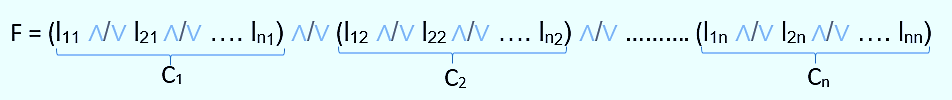 F = (l₁₁ ∧/∨ l₂₁ ∧/∨ .... lₙ₁) ∧/∨ (l₁₂ ∧/∨ l₂₂ ∧/∨ .... lₙ₂) ∧/∨ .......... (l₁ₙ ∧/∨ l₂ₙ ∧/∨ .... lₙₙ)
C₁ C₂ Cₙ